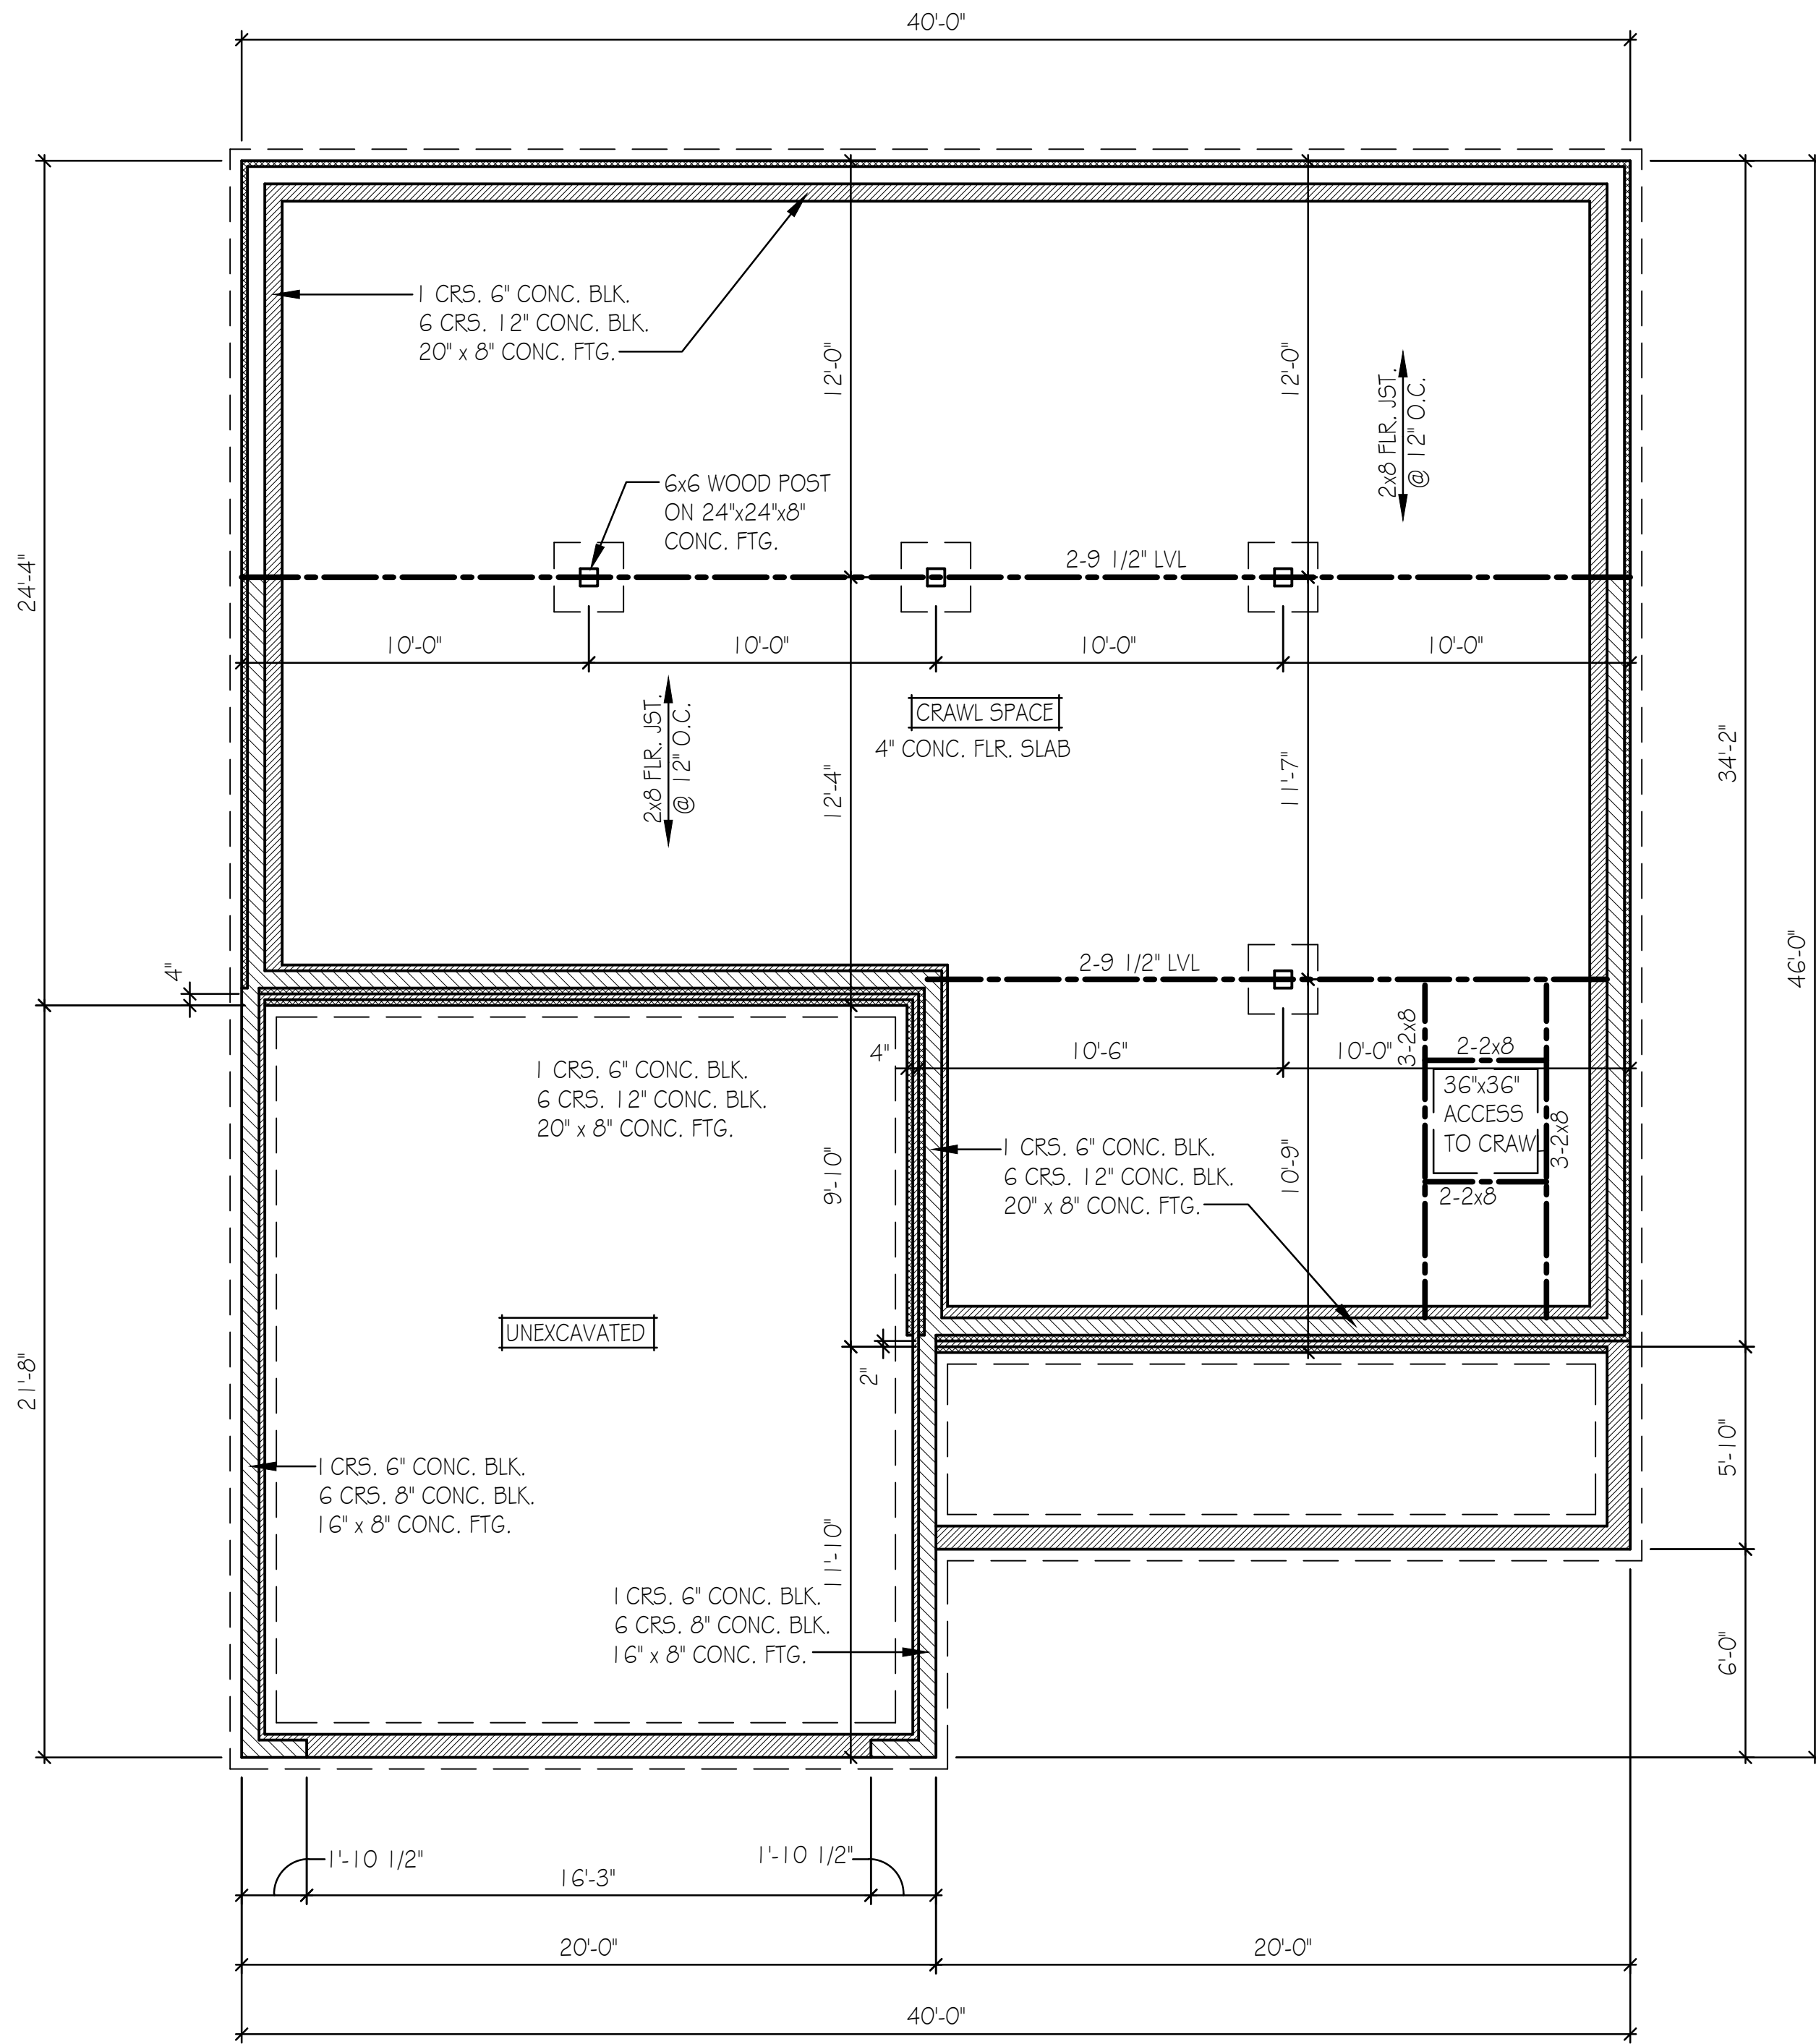 40'-0"
1 CRS. 6" CONC. BLK.
6 CRS. 12" CONC. BLK.
20" x 8" CONC. FTG.
12'-0"
12'-0"
2x8 FLR. JST.
@ 12" O.C.
6x6 WOOD POST
ON 24"x24"x8"
CONC. FTG.
2-9 1/2" LVL
24'-4"
10'-0"
10'-0"
10'-0"
10'-0"
CRAWL SPACE
4" CONC. FLR. SLAB
2x8 FLR. JST.
@ 12" O.C.
12'-4"
11'-7"
34'-2"
46'-0"
4"
2-9 1/2" LVL
4"
10'-6"
10'-0"
3-2x8
2-2x8
36"x36"
ACCESS
TO CRAWL
3-2x8
2-2x8
1 CRS. 6" CONC. BLK.
6 CRS. 12" CONC. BLK.
20" x 8" CONC. FTG.
9'-10"
1 CRS. 6" CONC. BLK.
6 CRS. 12" CONC. BLK.
20" x 8" CONC. FTG.
10'-9"
UNEXCAVATED
21'-8"
2"
5'-10"
1 CRS. 6" CONC. BLK.
6 CRS. 8" CONC. BLK.
16" x 8" CONC. FTG.
11'-10"
1 CRS. 6" CONC. BLK.
6 CRS. 8" CONC. BLK.
16" x 8" CONC. FTG.
6'-0"
1'-10 1/2"
16'-3"
1'-10 1/2"
20'-0"
20'-0"
40'-0"